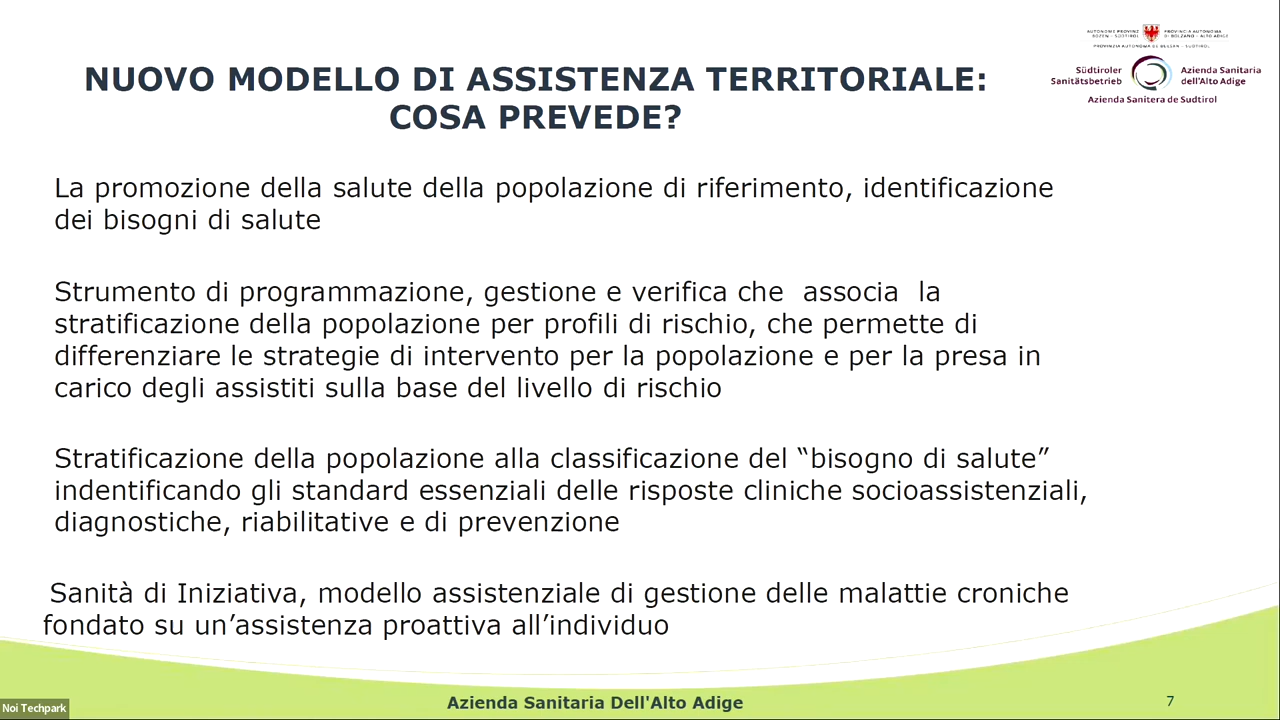 AUTONOME PROVINZ
BOZEN - SÜDTIROL
PROVINCIA AUTONOMA
DI BOLZANO - ALTO ADIGE
PROVINZIA AUTONOMA DE BULSAN - SÜDTIROL
Südtiroler
Sanitätsbetrieb
Azienda Sanitaria
dell'Alto Adige
Azienda Sanitera de Sudtirol
NUOVO MODELLO DI ASSISTENZA TERRITORIALE:
COSA PREVEDE?
La promozione della salute della popolazione di riferimento, identificazione
dei bisogni di salute
Strumento di programmazione, gestione e verifica che associa la
stratificazione della popolazione per profili di rischio, che permette di
differenziare le strategie di intervento per la popolazione e per la presa in
carico degli assistiti sulla base del livello di rischio
Stratificazione della popolazione alla classificazione del “bisogno di salute”
indentificando gli standard essenziali delle risposte cliniche socioassistenziali,
diagnostiche, riabilitative e di prevenzione
Sanità di Iniziativa, modello assistenziale di gestione delle malattie croniche
fondato su un’assistenza proattiva all’individuo
Azienda Sanitaria Dell'Alto Adige
7
Noi Techpark